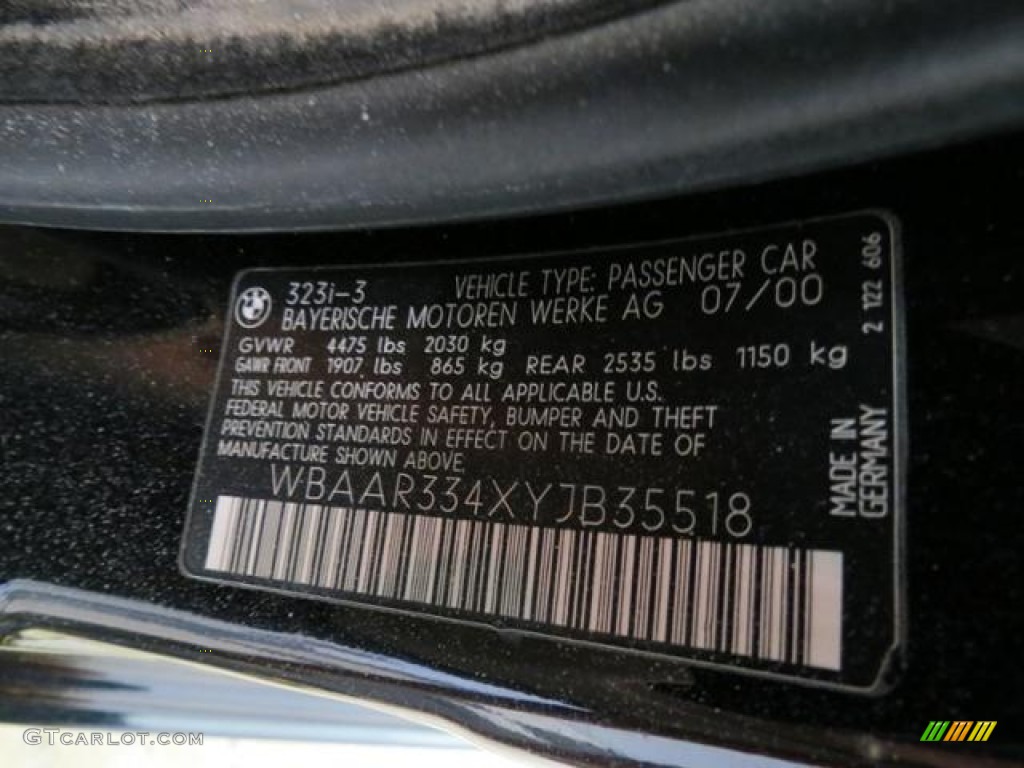 323i-3 VEHICLE TYPE: PASSENGER CAR
BAYERISCHE MOTOREN WERKE AG 07/00
GVWR 4475 lbs 2030 kg
GAWR FRONT 1907 lbs 865 kg REAR 2535 lbs 1150 kg
THIS VEHICLE CONFORMS TO ALL APPLICABLE U.S.
FEDERAL MOTOR VEHICLE SAFETY, BUMPER AND THEFT
PREVENTION STANDARDS IN EFFECT ON THE DATE OF
MANUFACTURE SHOWN ABOVE.
WBAAR334XYJB35518
MADE IN
GERMANY
2 122 606
GTCarLot.com